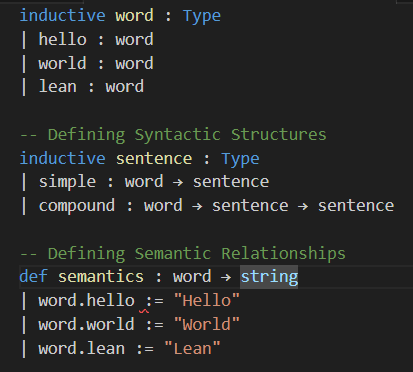 inductive word : Type
| hello : word
| world : word
| lean : word
-- Defining Syntactic Structures
inductive sentence : Type
| simple : word → sentence
| compound : word → sentence → sentence
-- Defining Semantic Relationships
def semantics : word → string
| word.hello := "Hello"
| word.world := "World"
| word.lean := "Lean"